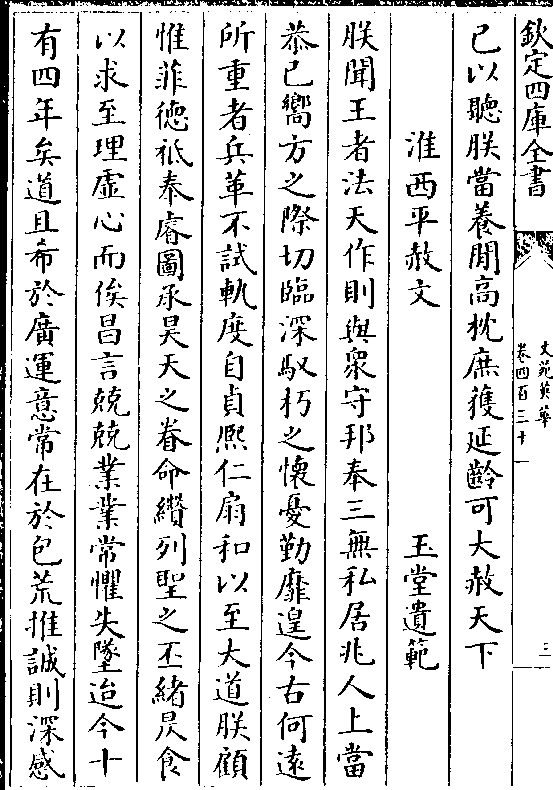 欽定四庫全書
文苑英華
卷四百三十
三
已以聽朕當養閒高枕庶獲延齡可大赦天下
淮西平赦文　玉堂遺範
朕聞王者法天作則與衆守邦奉三無私居兆人上當
恭已嚮方之際切臨深馭朽之懷憂勤靡遑今古何遠
所重者兵革不試軌度自貞熙仁扇和以至大道朕顧
惟菲德祗奉睿圖承昊天之眷命纘列聖之丕緒昃食
以求至理虚心而俟昌言兢兢業業常懼失墜迨今十
有四年矣道且希於廣運意常在於包荒推誠則深感